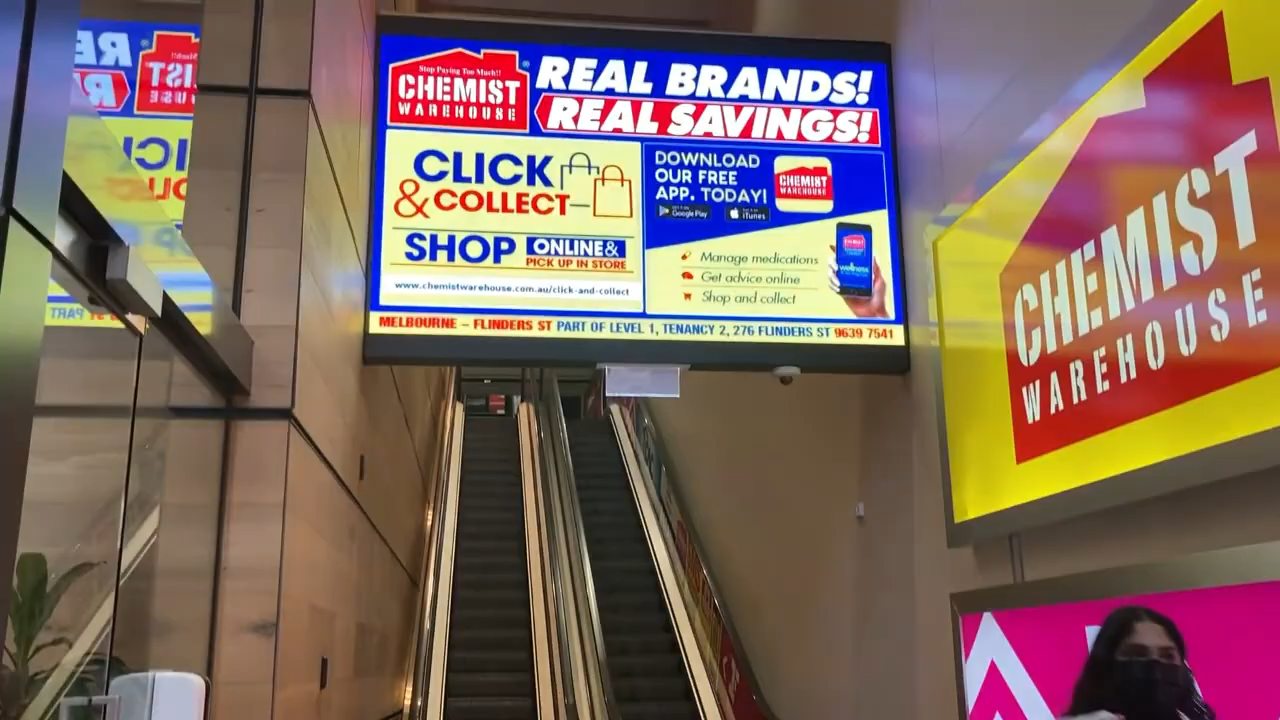 Stop Paying Too Much!!
CHEMIST
WAREHOUSE
REAL BRANDS!
REAL SAVINGS!
CLICK
& COLLECT
SHOP ONLINE &
PICK UP IN STORE
www.chemistwarehouse.com.au/click-and-collect
DOWNLOAD
OUR FREE
APP, TODAY!
CHEMIST
WAREHOUSE
Google Play
iTunes
Manage medications
Get advice online
Shop and collect
MELBOURNE – FLINDERS ST PART OF LEVEL 1, TENANCY 2, 276 FLINDERS ST 9639 7541
CHEMIST
WAREHOUSE